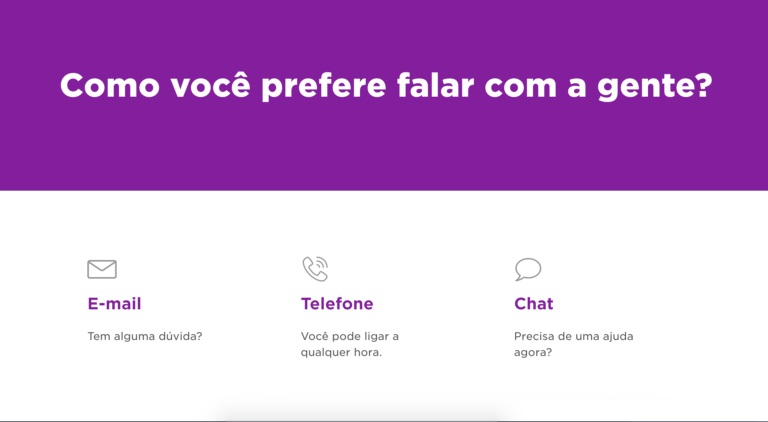 Como você prefere falar com a gente?
E-mail
Tem alguma dúvida?
Telefone
Você pode ligar a
qualquer hora.
Chat
Precisa de uma ajuda
agora?